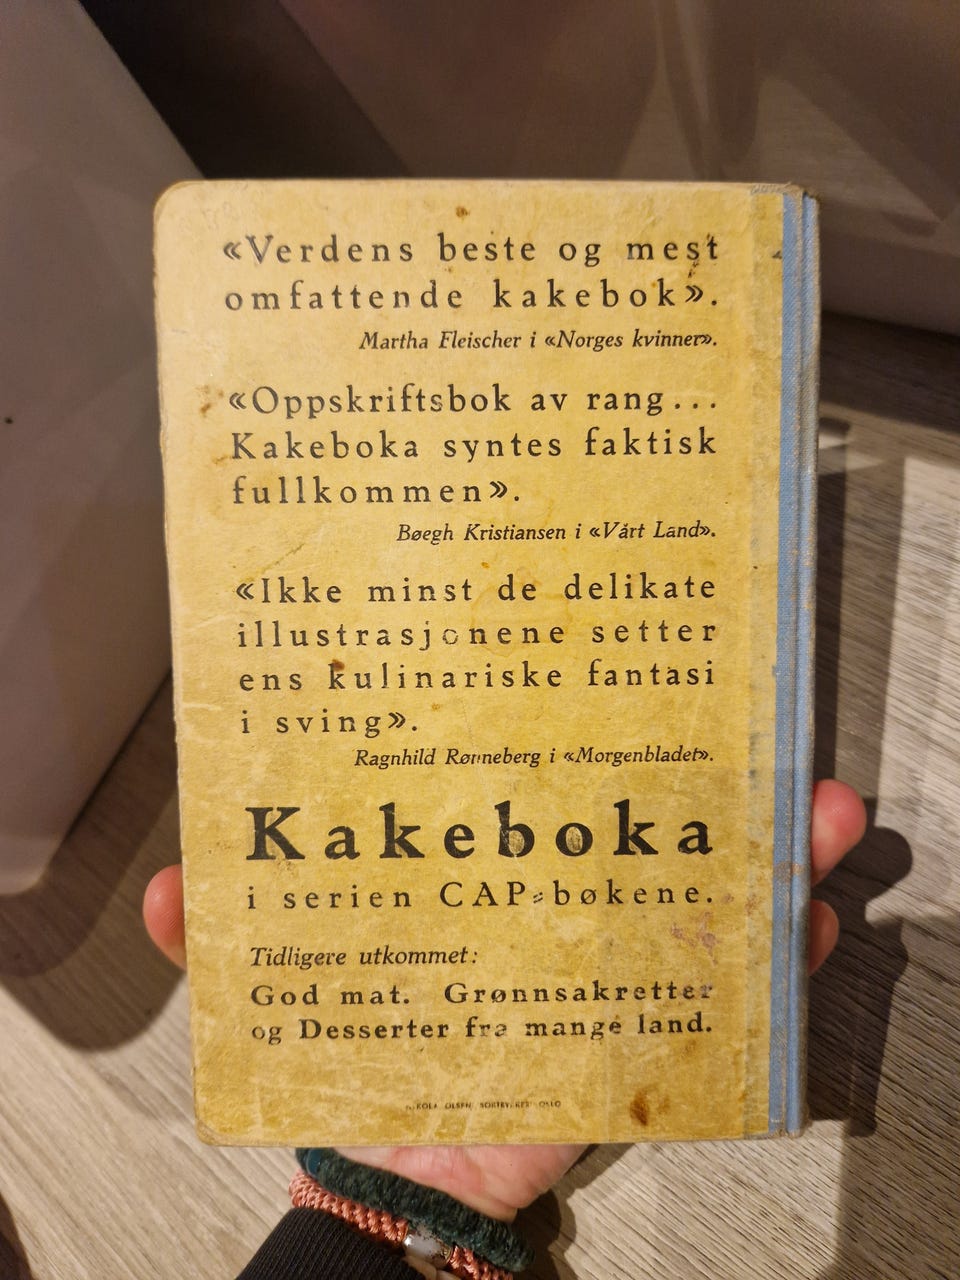 «Verdens beste og mest
omfattende kakebok».
Martha Fleischer i «Norges kvinner».
«Oppskriftsbok av rang...
Kakeboka syntes faktisk
fullkommen».
Bøegh Kristiansen i «Vårt Land».
«Ikke minst de delikate
illustrasjonene setter
ens kulinariske fantasi
i sving».
Ragnhild Rønneberg i «Morgenbladet».
Kakeboka
i serien CAP-bøkene.
Tidligere utkommet:
God mat. Grønnsakretter
og Desserter fra mange land.
OLSEN OSLO